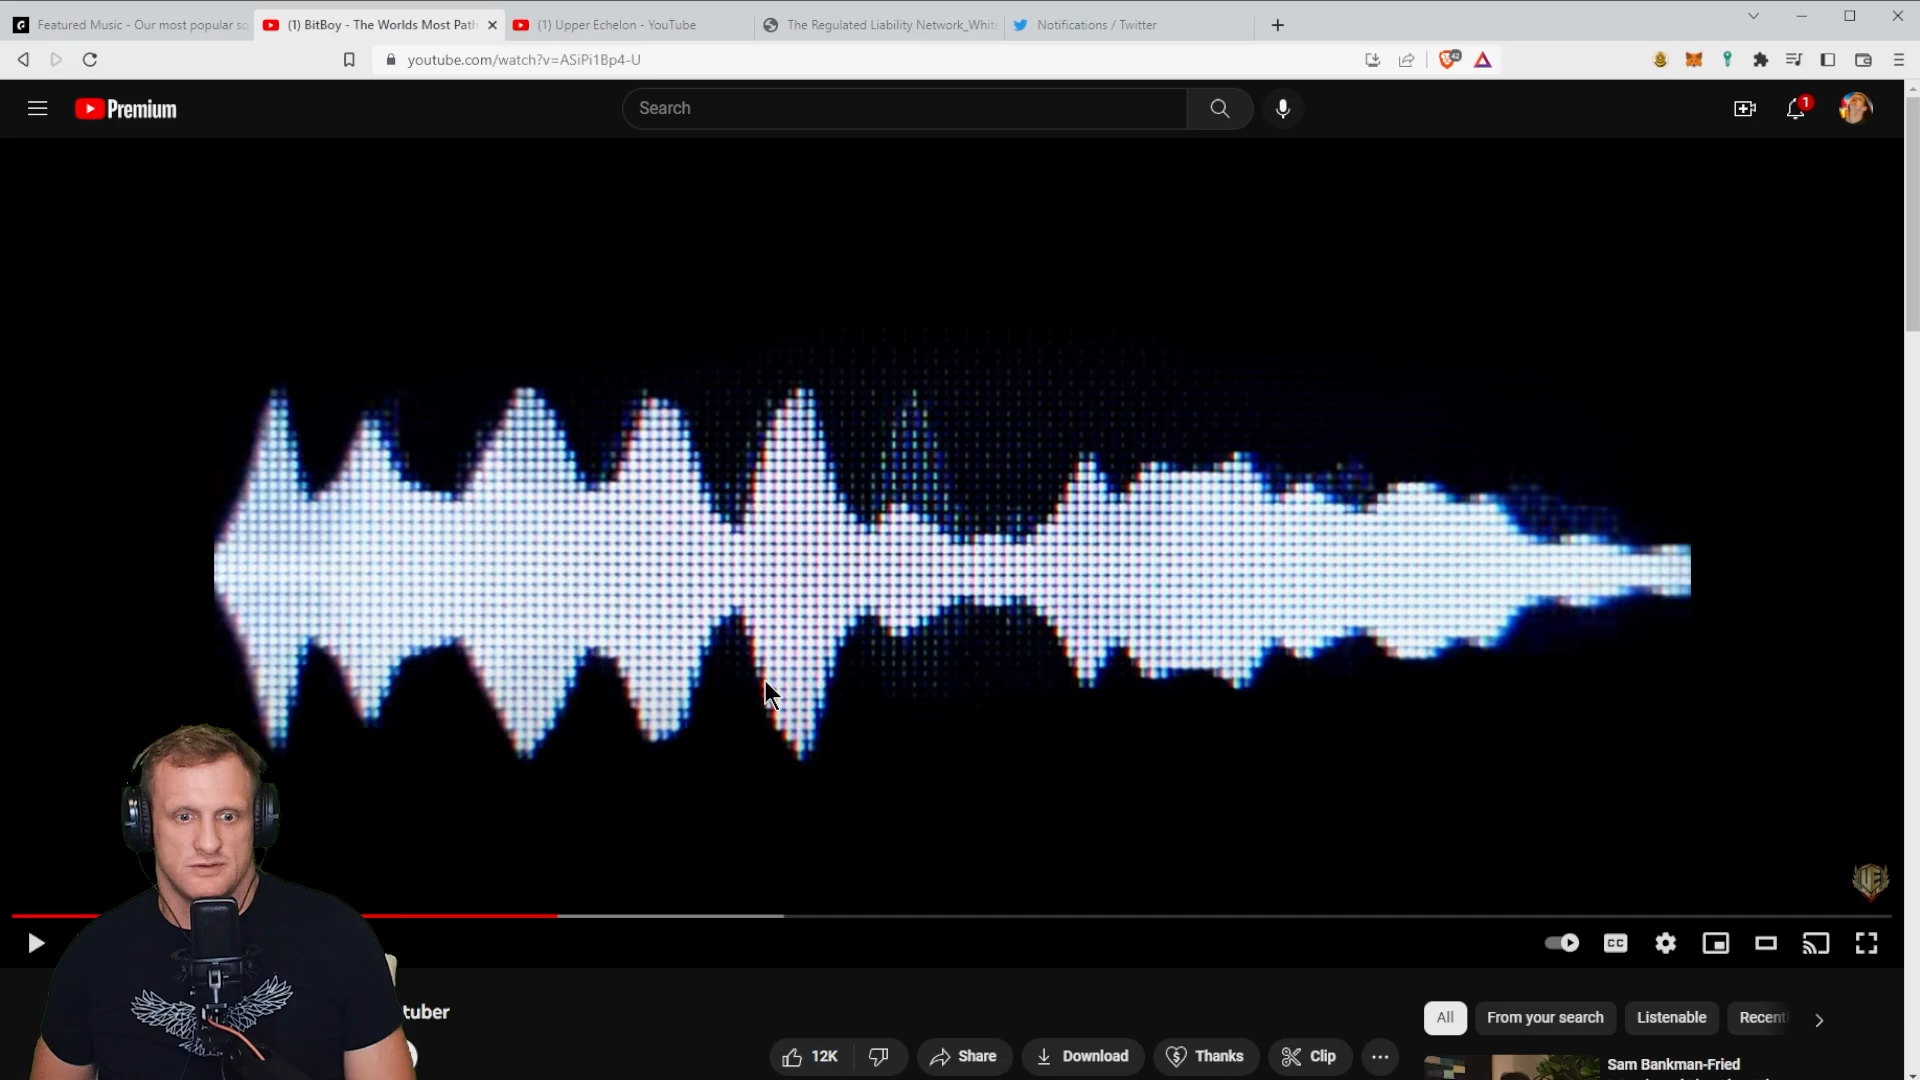 Featured Music - Our most popular so
(1) BitBoy - The Worlds Most Path
(1) Upper Echelon - YouTube
The Regulated Liability Network_White
Notifications / Twitter
youtube.com/watch?v=ASiPi1Bp4-U
Premium
Search
1
CC
tuber
12K
Share
Download
Thanks
Clip
All
From your search
Listenable
Recent
Sam Bankman-Fried